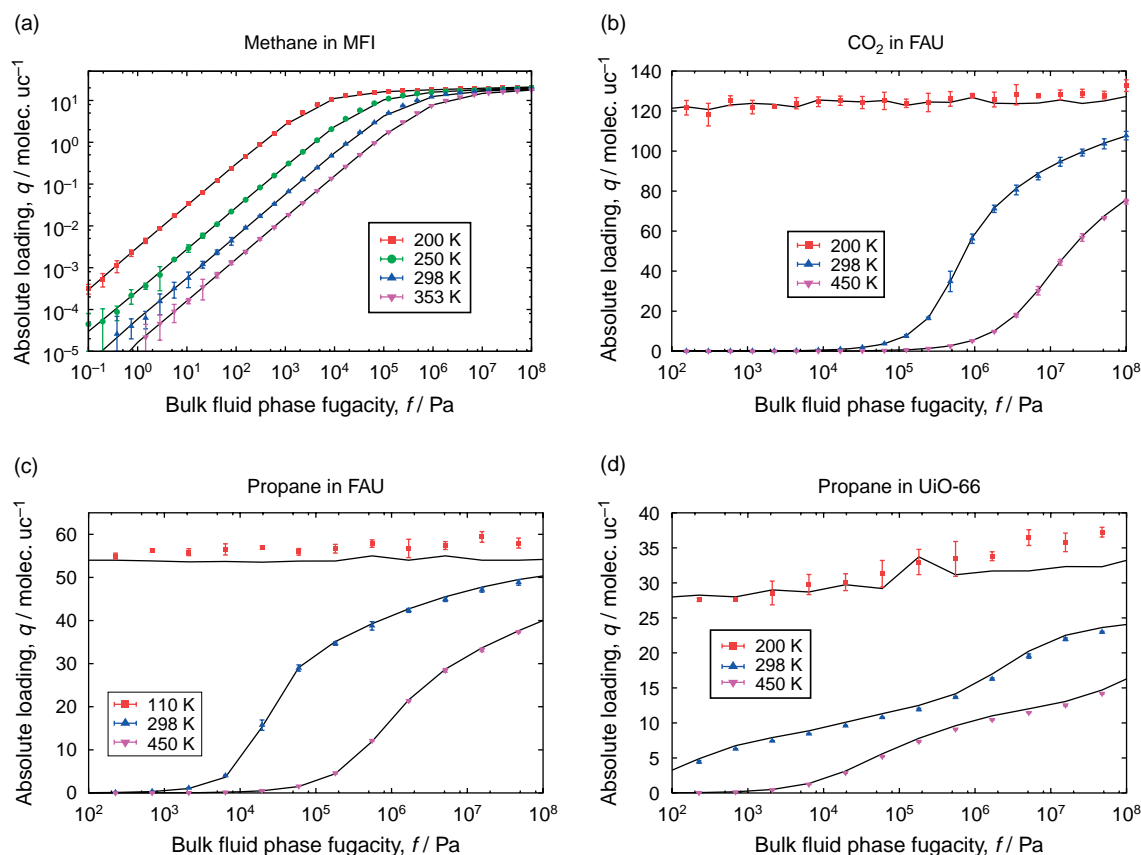 (a)
Methane in MFI
Absolute loading, q / molec. uc⁻¹
10¹
10⁰
10⁻¹
10⁻²
10⁻³
10⁻⁴
10⁻⁵
200 K
250 K
298 K
353 K
10⁻¹ 10⁰ 10¹ 10² 10³ 10⁴ 10⁵ 10⁶ 10⁷ 10⁸
Bulk fluid phase fugacity, f / Pa
(b)
CO₂ in FAU
Absolute loading, q / molec. uc⁻¹
140
120
100
80
60
40
20
0
200 K
298 K
450 K
10² 10³ 10⁴ 10⁵ 10⁶ 10⁷ 10⁸
Bulk fluid phase fugacity, f / Pa
(c)
Propane in FAU
Absolute loading, q / molec. uc⁻¹
60
50
40
30
20
10
0
110 K
298 K
450 K
10² 10³ 10⁴ 10⁵ 10⁶ 10⁷ 10⁸
Bulk fluid phase fugacity, f / Pa
(d)
Propane in UiO-66
Absolute loading, q / molec. uc⁻¹
40
35
30
25
20
15
10
5
0
200 K
298 K
450 K
10² 10³ 10⁴ 10⁵ 10⁶ 10⁷ 10⁸
Bulk fluid phase fugacity, f / Pa